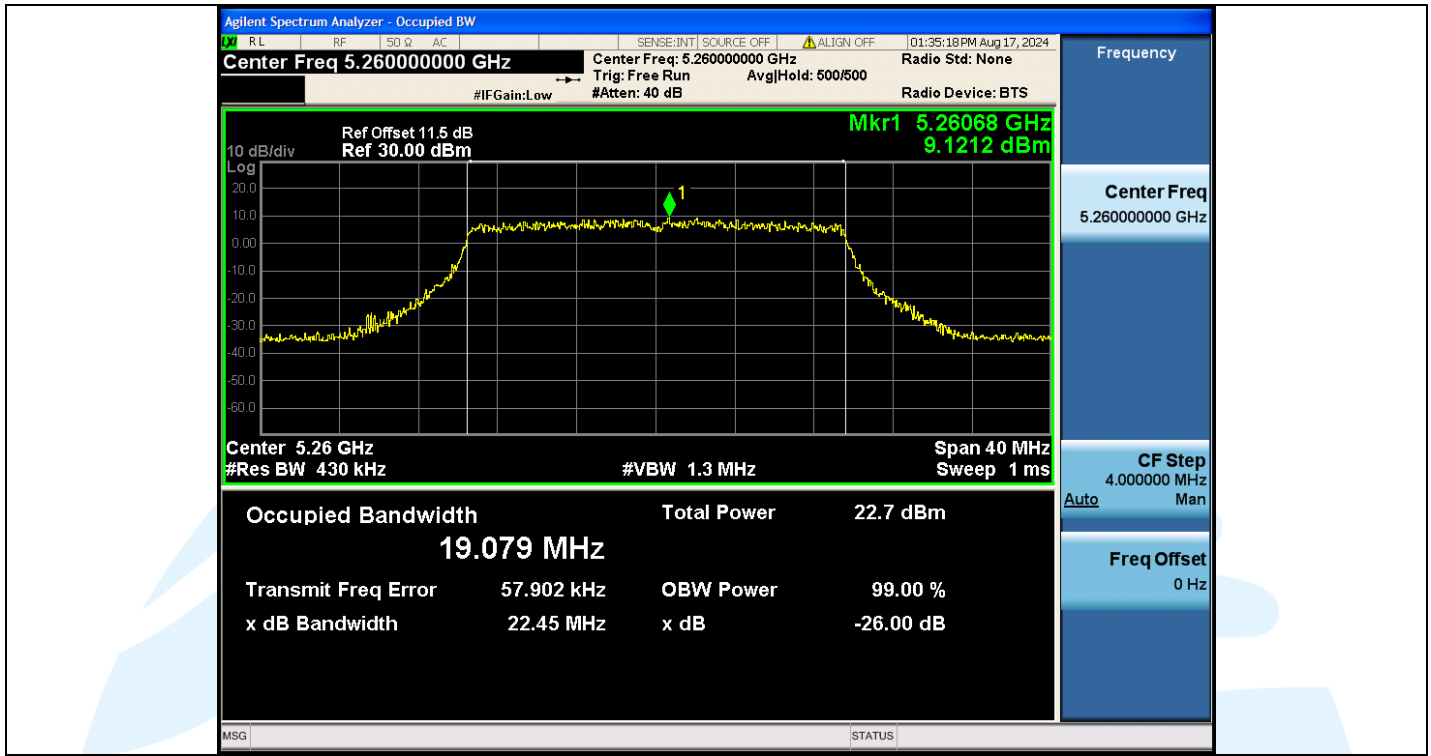 Agilent Spectrum Analyzer - Occupied BW
LXI RL RF 50 Ω AC SENSE:INT SOURCE OFF ALIGN OFF 01:35:18 PM Aug 17, 2024
Center Freq 5.260000000 GHz Center Freq: 5.260000000 GHz Radio Std: None
Trig: Free Run Avg|Hold: 500/500
#IFGain:Low #Atten: 40 dB Radio Device: BTS
Mkr1 5.26068 GHz
9.1212 dBm
Ref Offset 11.5 dB
10 dB/div Ref 30.00 dBm
Log
20.0
1
10.0
0.00
-10.0
-20.0
-30.0
-40.0
-50.0
-60.0
Center 5.26 GHz Span 40 MHz
#Res BW 430 kHz #VBW 1.3 MHz Sweep 1 ms
Occupied Bandwidth Total Power 22.7 dBm
19.079 MHz
Transmit Freq Error 57.902 kHz OBW Power 99.00 %
x dB Bandwidth 22.45 MHz x dB -26.00 dB
MSG STATUS
Frequency
Center Freq
5.260000000 GHz
CF Step
4.000000 MHz
Auto Man
Freq Offset
0 Hz